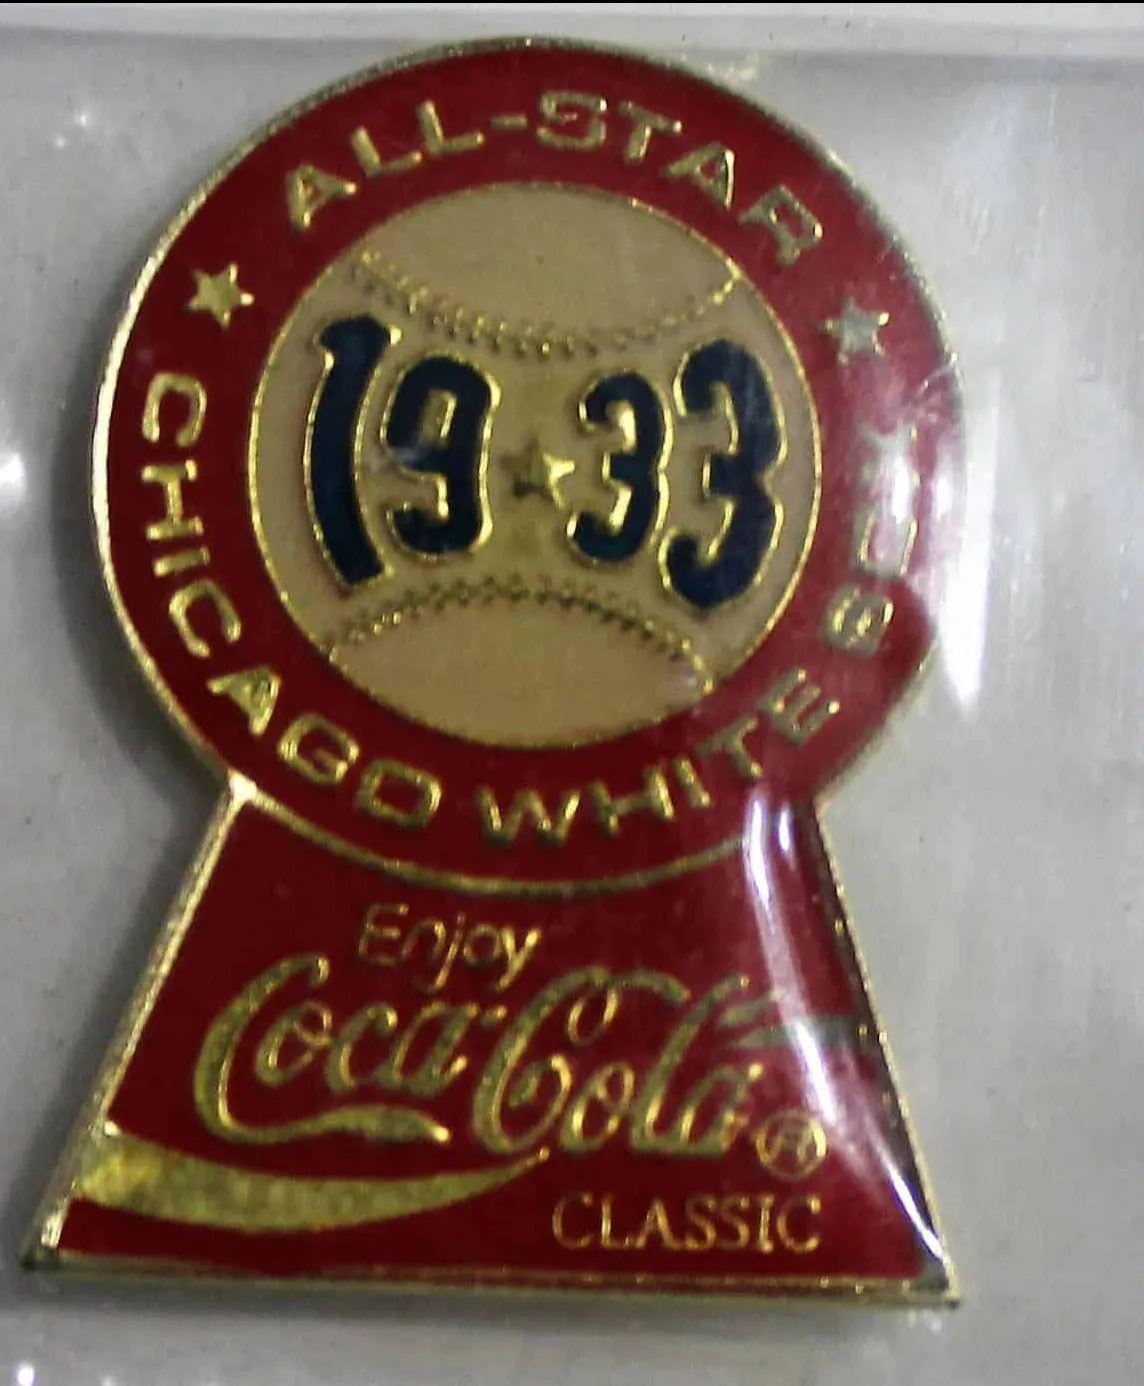 ALL-STAR
19 33
CHICAGO WHITE SOX
Enjoy
Coca-Cola®
CLASSIC